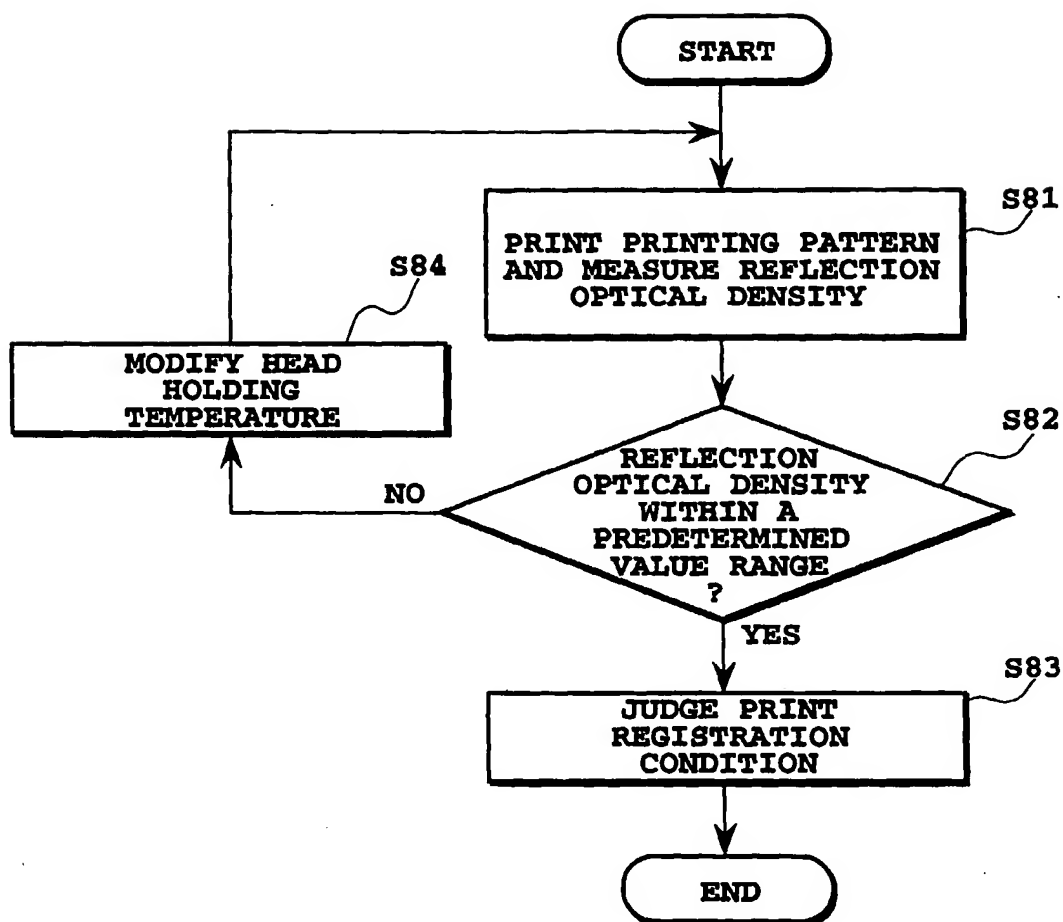 START
S81
PRINT PRINTING PATTERN
AND MEASURE REFLECTION
OPTICAL DENSITY
S84
MODIFY HEAD
HOLDING
TEMPERATURE
S82
REFLECTION
OPTICAL DENSITY
WITHIN A
PREDETERMINED
VALUE RANGE
?
NO
YES
S83
JUDGE PRINT
REGISTRATION
CONDITION
END